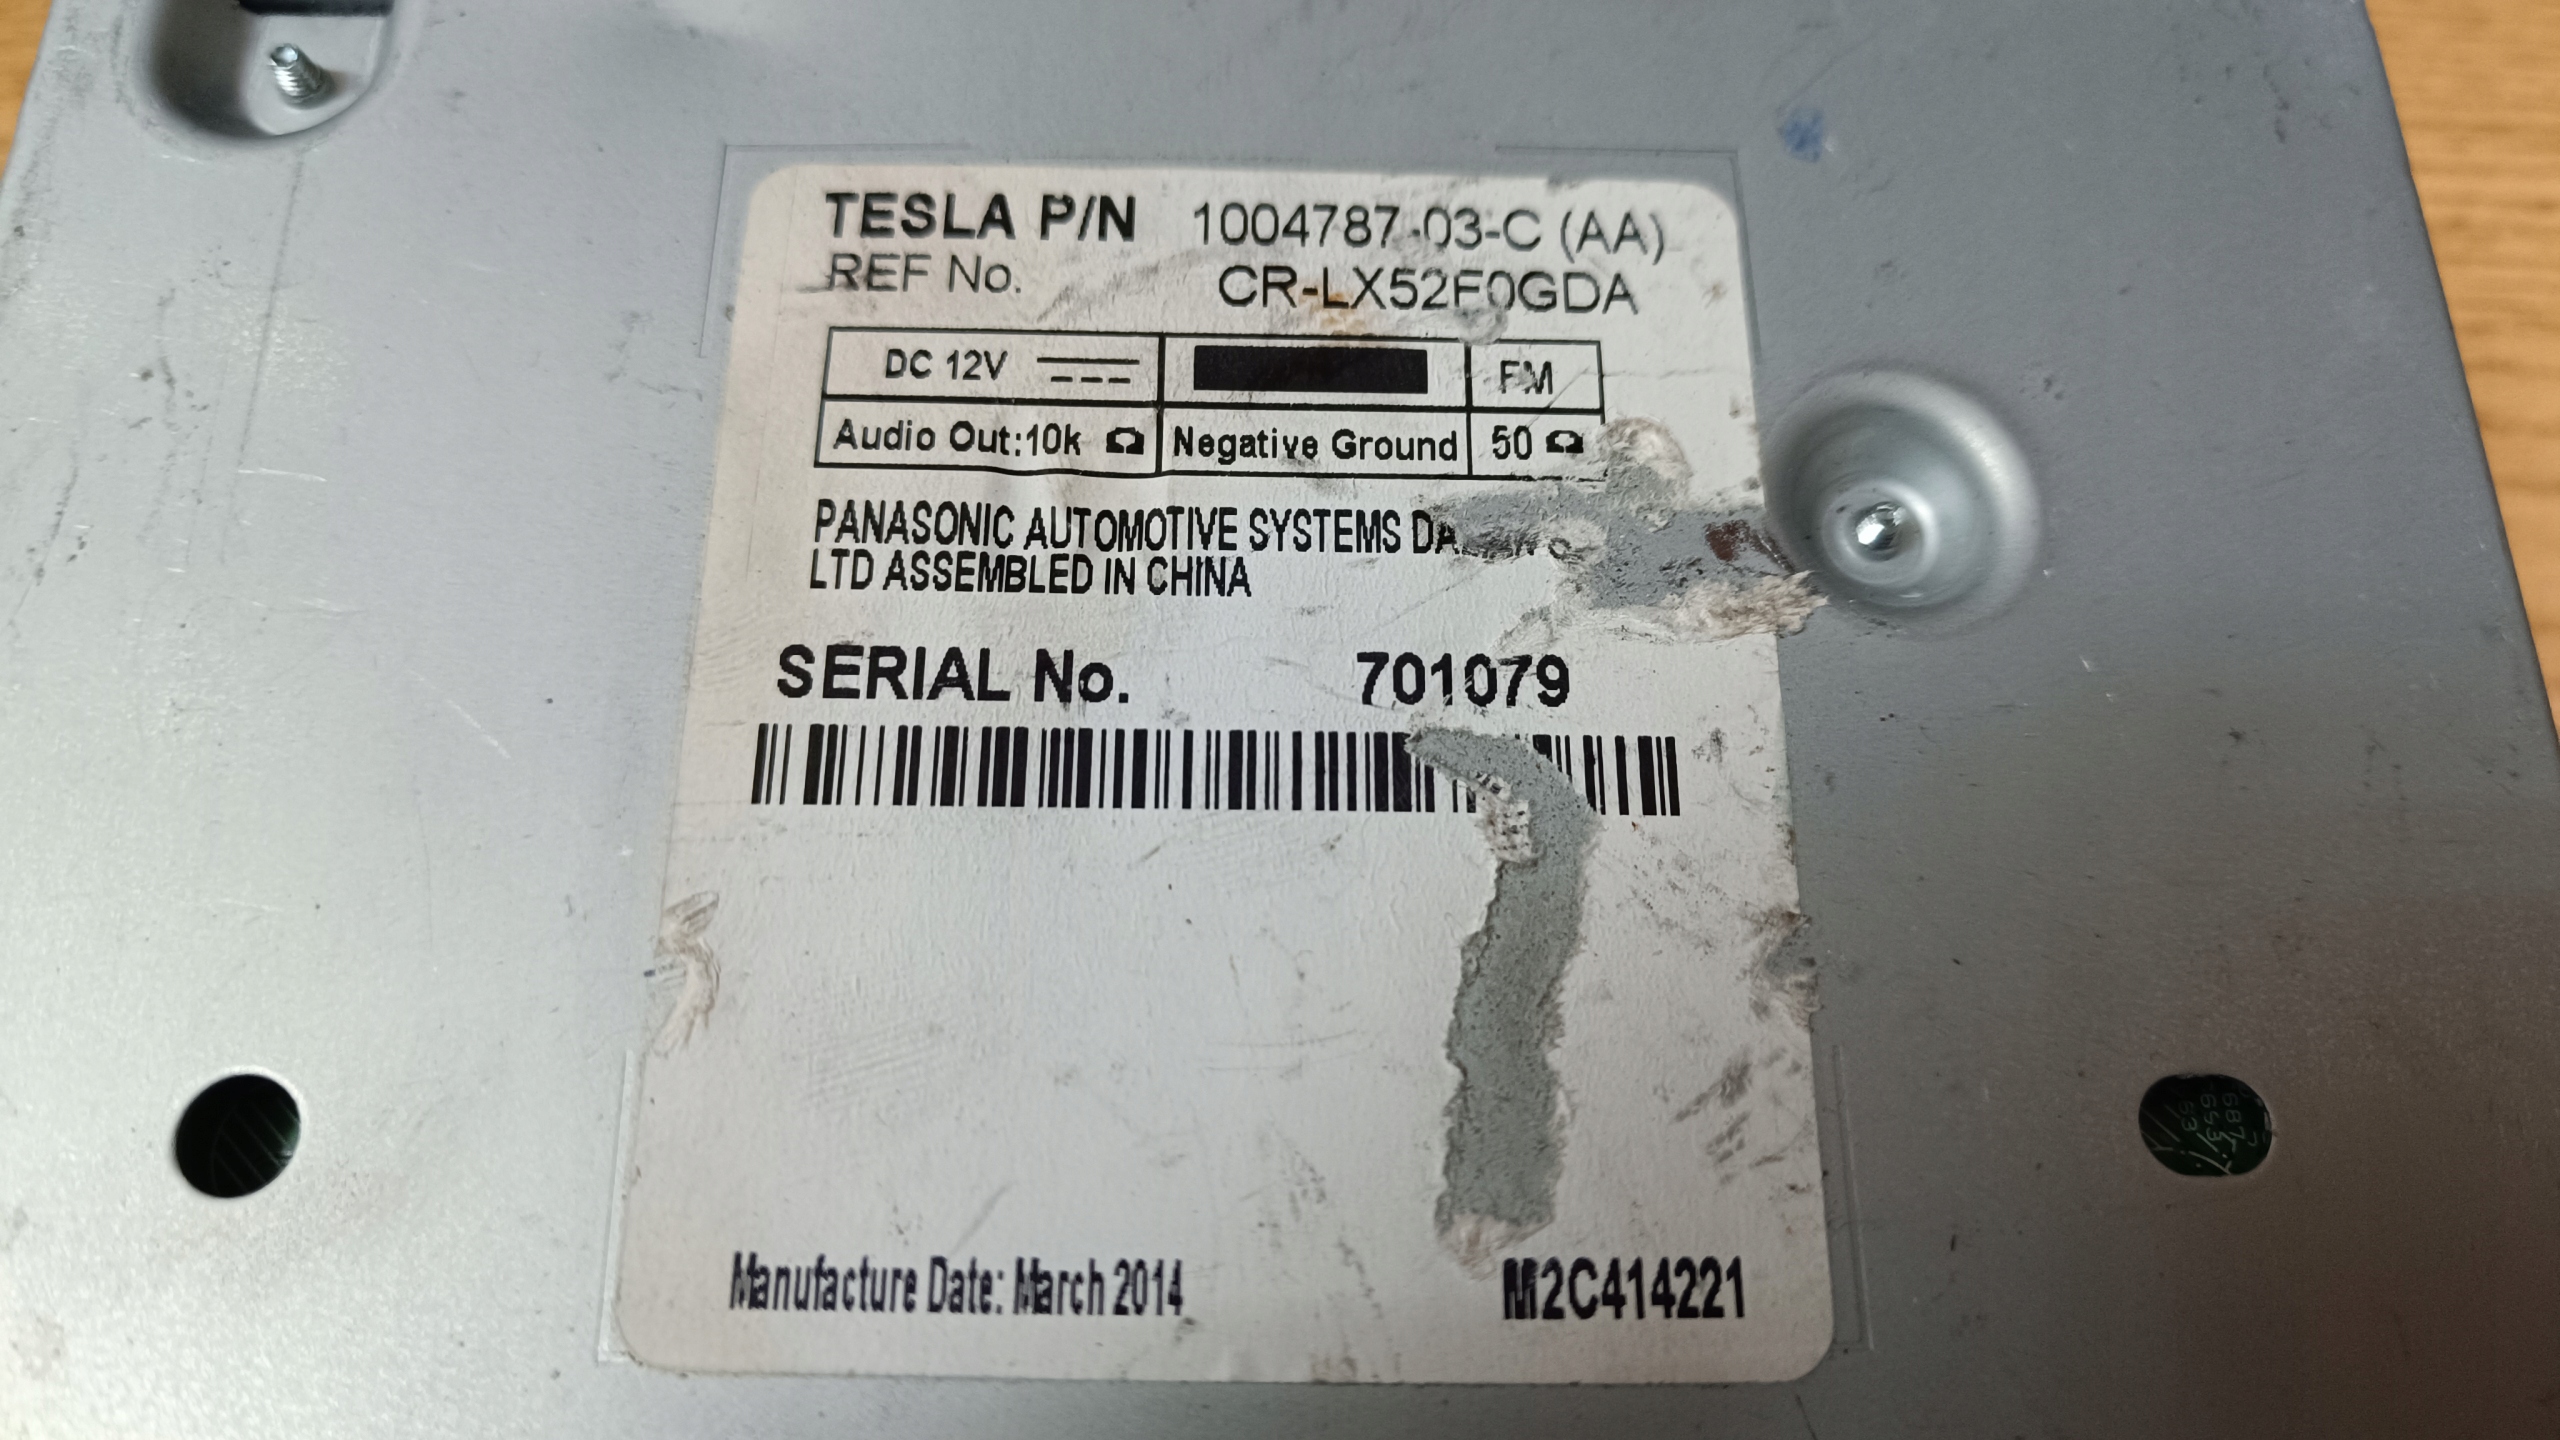 TESLA P/N 1004787-03-C (AA)
REF No. CR-LX52F0GDA
DC 12V FM
Audio Out:10k Ω Negative Ground 50 Ω
PANASONIC AUTOMOTIVE SYSTEMS
LTD ASSEMBLED IN CHINA
SERIAL No. 701079
Manufacture Date: March 2014 M2C414221